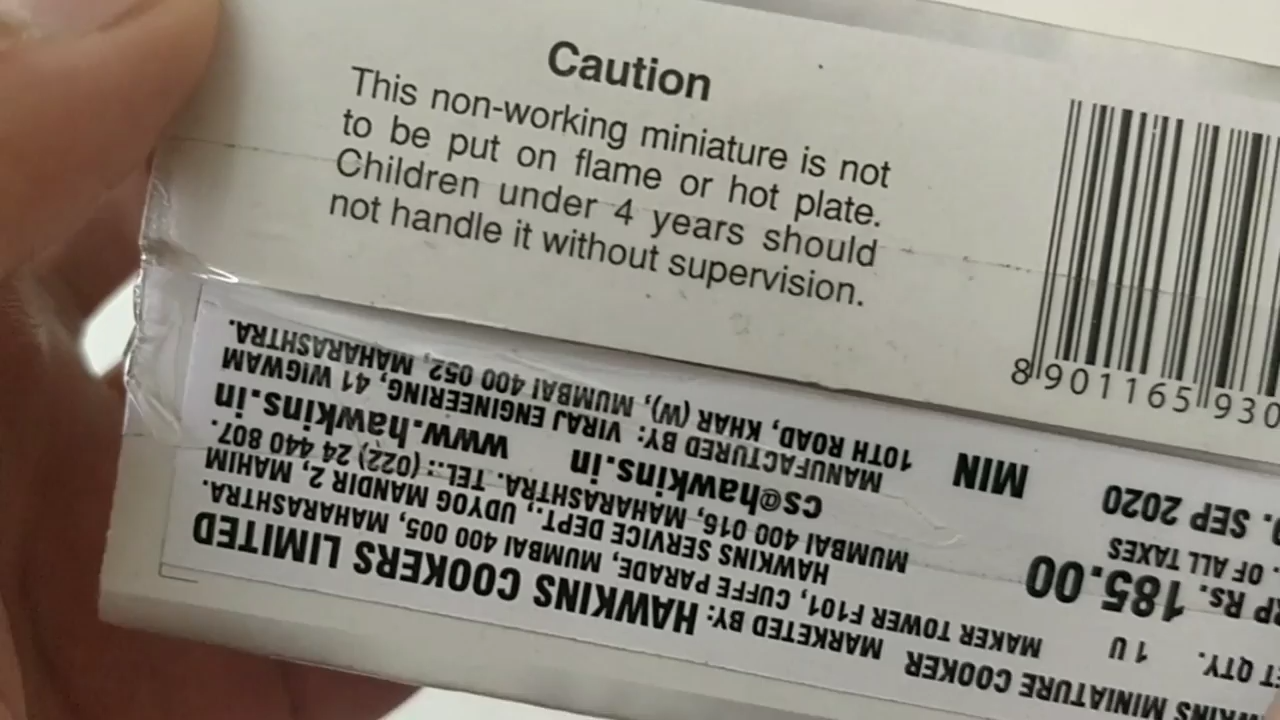 Caution
This non-working miniature is not
to be put on flame or hot plate.
Children under 4 years should
not handle it without supervision.
8 901165 930
MINIATURE COOKER
QTY. 1 U
Rs. 185.00
OF ALL TAXES
SEP 2020
MIN
MARKETED BY: HAWKINS COOKERS LIMITED
MAKER TOWER F101, CUFFE PARADE, MUMBAI 400 005, MAHARASHTRA.
HAWKINS SERVICE DEPT., UDYOG MANDIR 2, MAHIM
MUMBAI 400 016, MAHARASHTRA. TEL.: (022) 24 440 807.
cs@hawkins.in www.hawkins.in
MANUFACTURED BY: VIRAJ ENGINEERING, 41 WIGWAM
10TH ROAD, KHAR (W), MUMBAI 400 052, MAHARASHTRA.